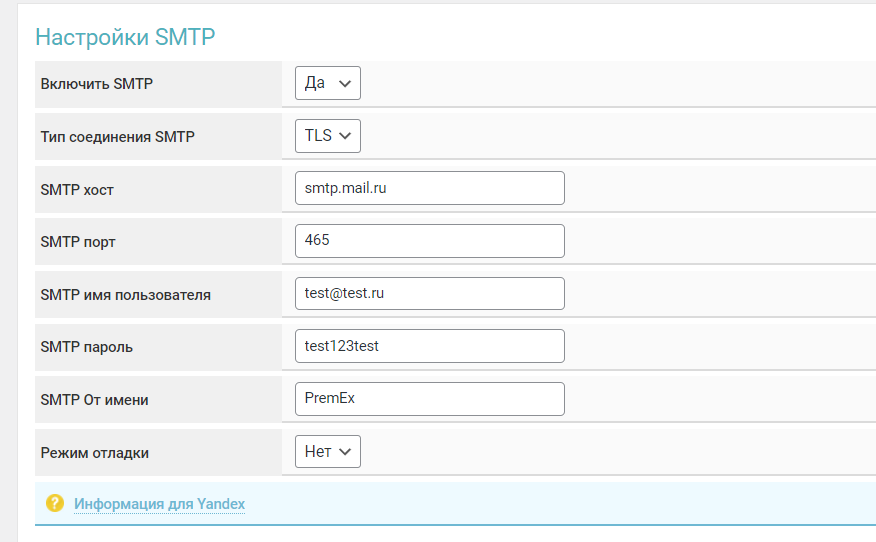 Настройки SMTP
Включить SMTP Да
Тип соединения SMTP TLS
SMTP хост smtp.mail.ru
SMTP порт 465
SMTP имя пользователя test@test.ru
SMTP пароль test123test
SMTP От имени PremEx
Режим отладки Нет
? Информация для Yandex